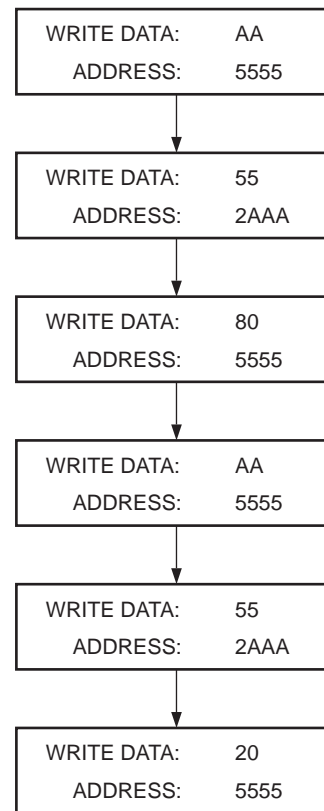 WRITE DATA: AA
ADDRESS: 5555
WRITE DATA: 55
ADDRESS: 2AAA
WRITE DATA: 80
ADDRESS: 5555
WRITE DATA: AA
ADDRESS: 5555
WRITE DATA: 55
ADDRESS: 2AAA
WRITE DATA: 20
ADDRESS: 5555